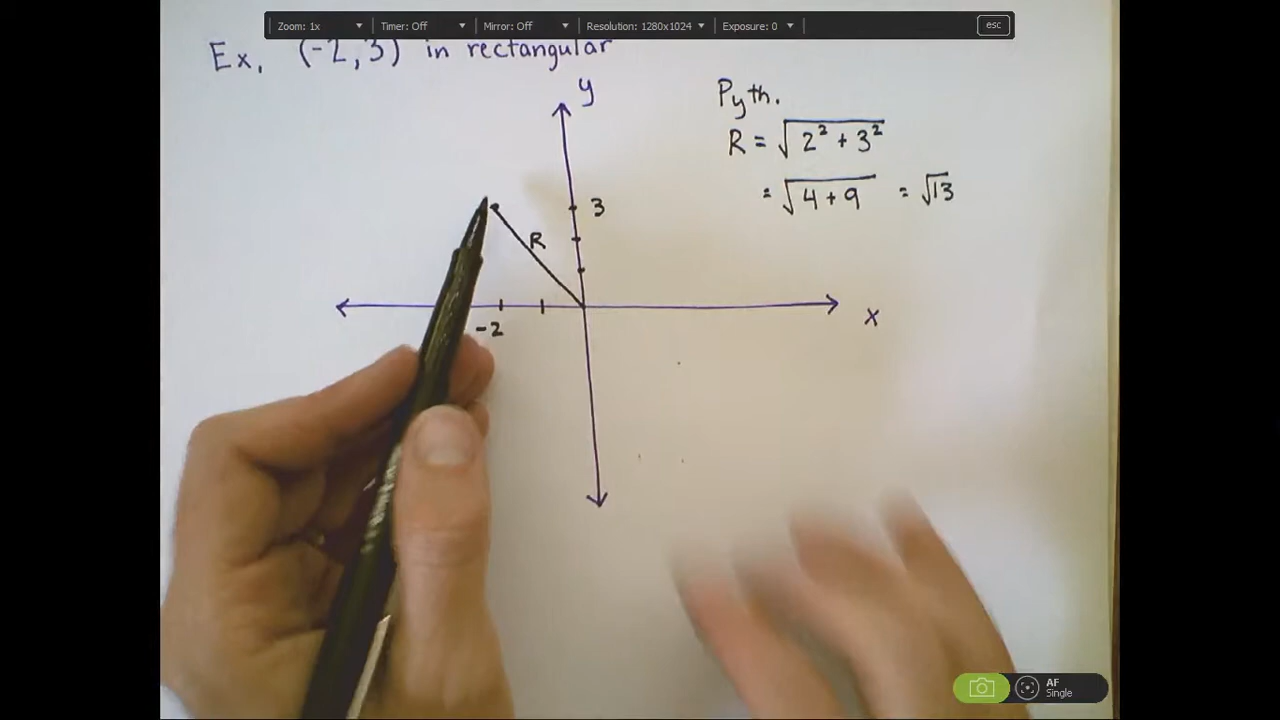 Zoom: 1x Timer: Off Mirror: Off Resolution: 1280x1024 Exposure: 0 esc
Ex. (-2, 3) in rectangular
y
Pyth.
R = √2² + 3²
= √4 + 9 = √13
3
R
x
-2
AF
Single